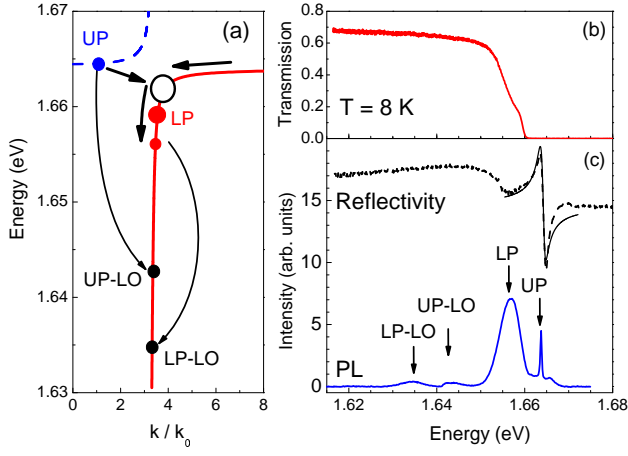 1.67
1.66
1.65
1.64
1.63
Energy (eV)
(a)
UP
LP
UP-LO
LP-LO
0
2
4
6
8
k / k0
0.8
0.6
0.4
0.2
0.0
Transmission
(b)
T = 8 K
15
10
5
0
Intensity (arb. units)
(c)
Reflectivity
LP
UP
UP-LO
LP-LO
PL
1.62
1.64
1.66
1.68
Energy (eV)